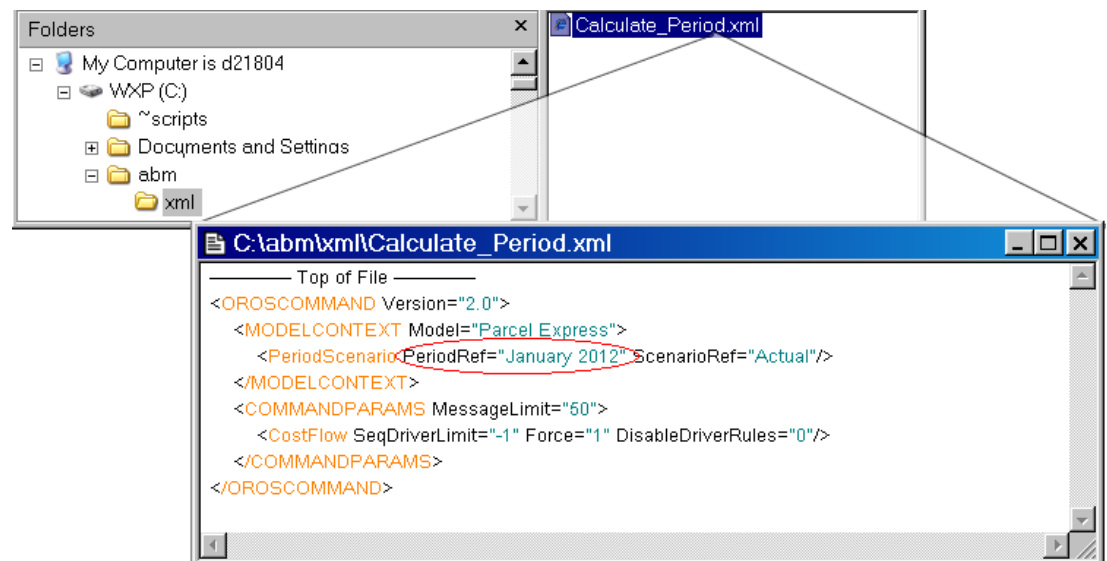 Folders
My Computer is d21804
WXP (C:)
~scripts
Documents and Settings
abm
xml
Calculate_Period.xml
C:\abm\xml\Calculate_Period.xml
Top of File
<OROSCOMMAND Version="2.0">
<MODELCONTEXT Model="Parcel Express">
<PeriodScenario PeriodRef="January 2012" ScenarioRef="Actual"/>
</MODELCONTEXT>
<COMMANDPARAMS MessageLimit="50">
<CostFlow SeqDriverLimit="-1" Force="1" DisableDriverRules="0"/>
</COMMANDPARAMS>
</OROSCOMMAND>